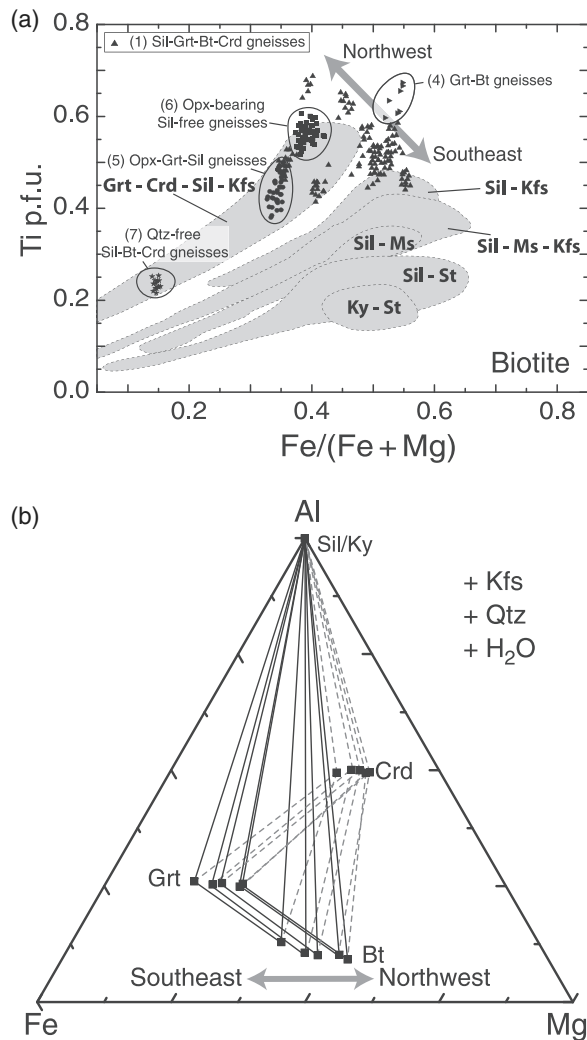 (a)
0.8
0.6
0.4
0.2
0.0
Ti p.f.u.
(1) Sil-Grt-Bt-Crd gneisses
Northwest
(4) Grt-Bt gneisses
(6) Opx-bearing
Sil-free gneisses
Southeast
(5) Opx-Grt-Sil gneisses
Grt - Crd - Sil - Kfs
Sil - Kfs
(7) Qtz-free
Sil-Bt-Crd gneisses
Sil - Ms
Sil - Ms - Kfs
Sil - St
Ky - St
Biotite
0.2 0.4 0.6 0.8
Fe/(Fe + Mg)
(b)
Al
Sil/Ky
+ Kfs
+ Qtz
+ H₂O
Crd
Grt
Bt
Southeast Northwest
Fe Mg